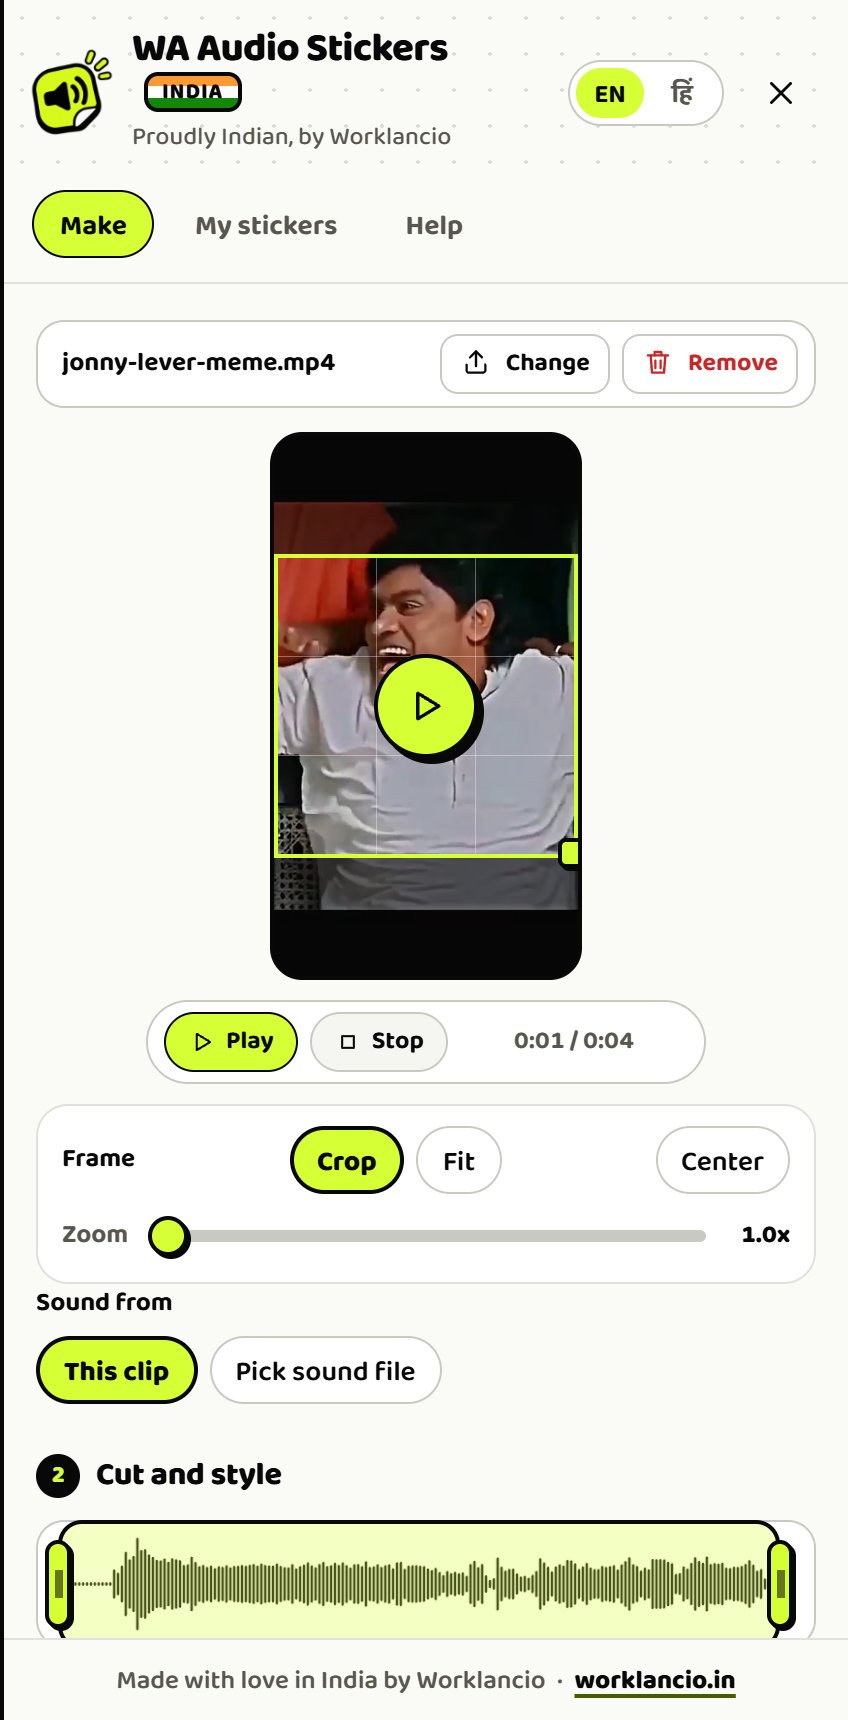 WA Audio Stickers
INDIA
Proudly Indian, by Worklancio
EN हिं
Make My stickers Help
jonny-lever-meme.mp4 Change Remove
Play Stop 0:01 / 0:04
Frame Crop Fit Center
Zoom 1.0x
Sound from
This clip Pick sound file
2 Cut and style
Made with love in India by Worklancio · worklancio.in